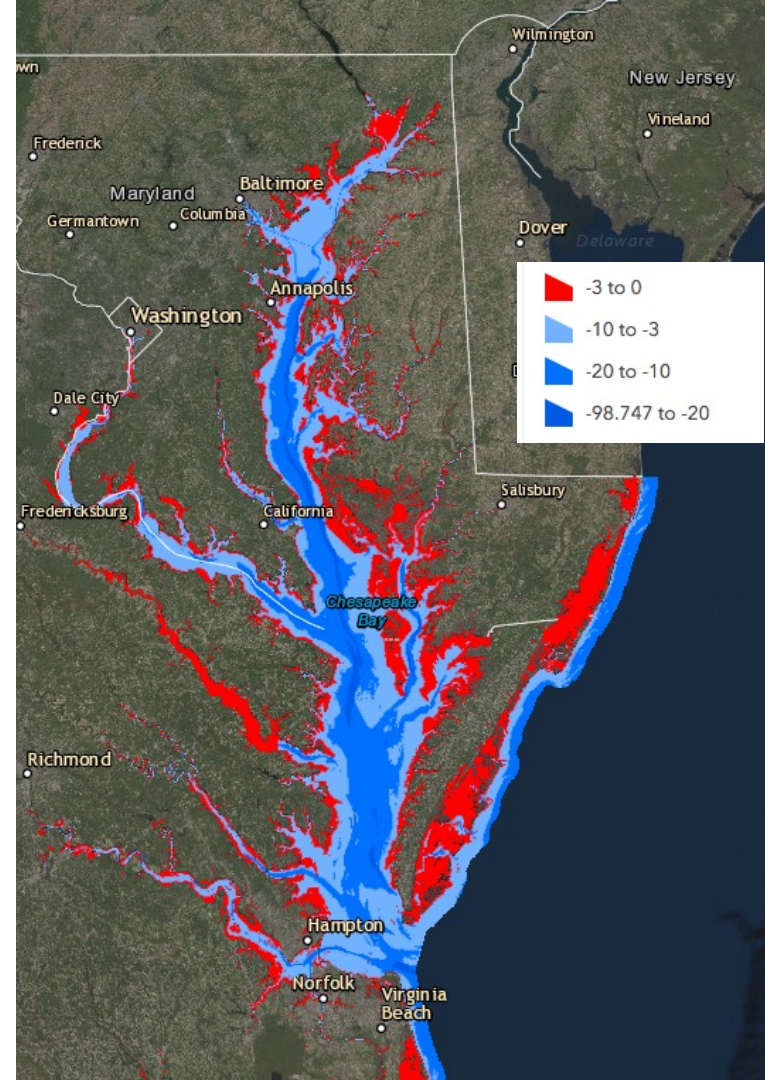 Wilmington
own
New Jersey
Vineland
Frederick
Maryland
Baltimore
Columbia
Germantown
Dover
Delaware
-3 to 0
Annapolis
Washington
-10 to -3
-20 to -10
Dale City
D
-98.747 to -20
Salisbury
Fredericksburg
California
Chesapeake
Bay
Richmond
Hampton
Norfolk
Virginia
Beach